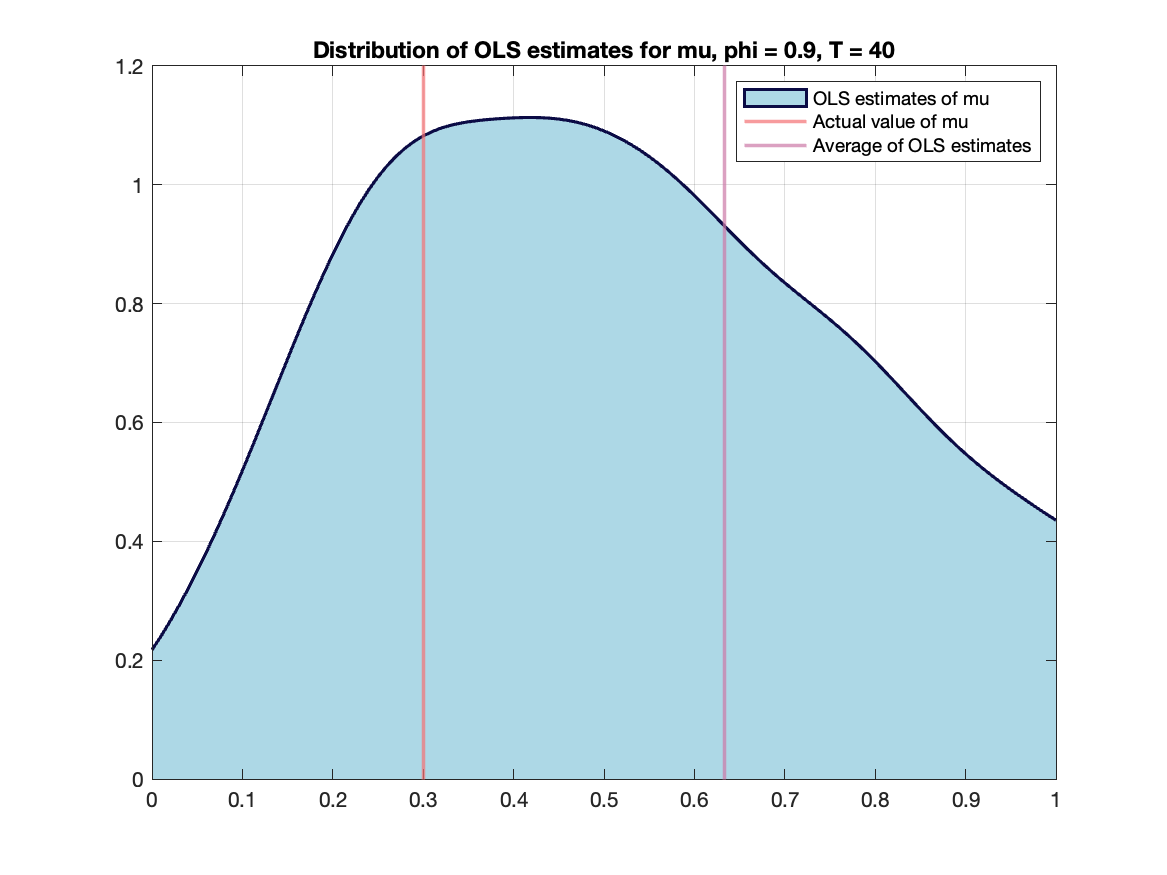 Distribution of OLS estimates for mu, phi = 0.9, T = 40
OLS estimates of mu
Actual value of mu
Average of OLS estimates
1.2
1
0.8
0.6
0.4
0.2
0
0 0.1 0.2 0.3 0.4 0.5 0.6 0.7 0.8 0.9 1